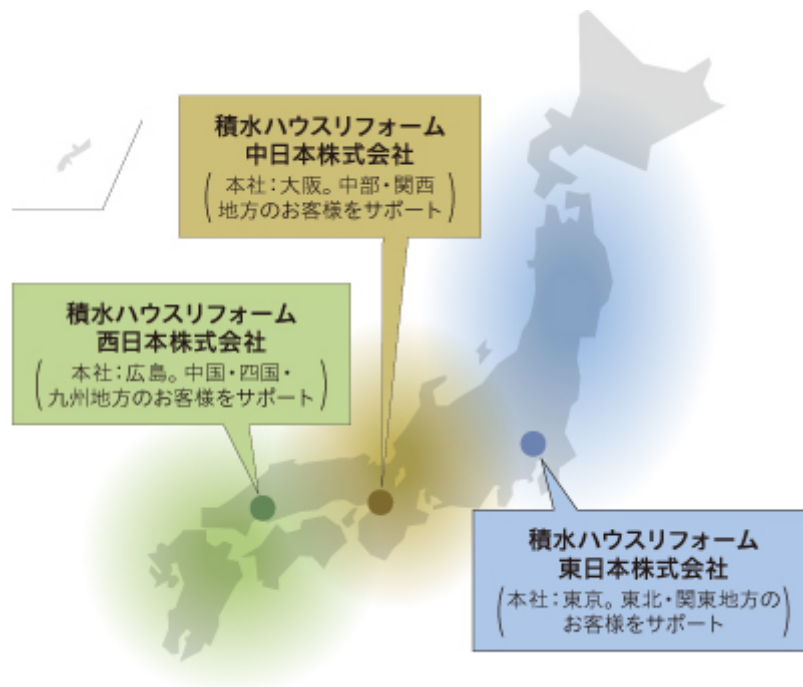 積水ハウスリフォーム
中日本株式会社
(本社：大阪。中部・関西
地方のお客様をサポート)
積水ハウスリフォーム
西日本株式会社
(本社：広島。中国・四国・
九州地方のお客様をサポート)
積水ハウスリフォーム
東日本株式会社
(本社：東京。東北・関東地方の
お客様をサポート)